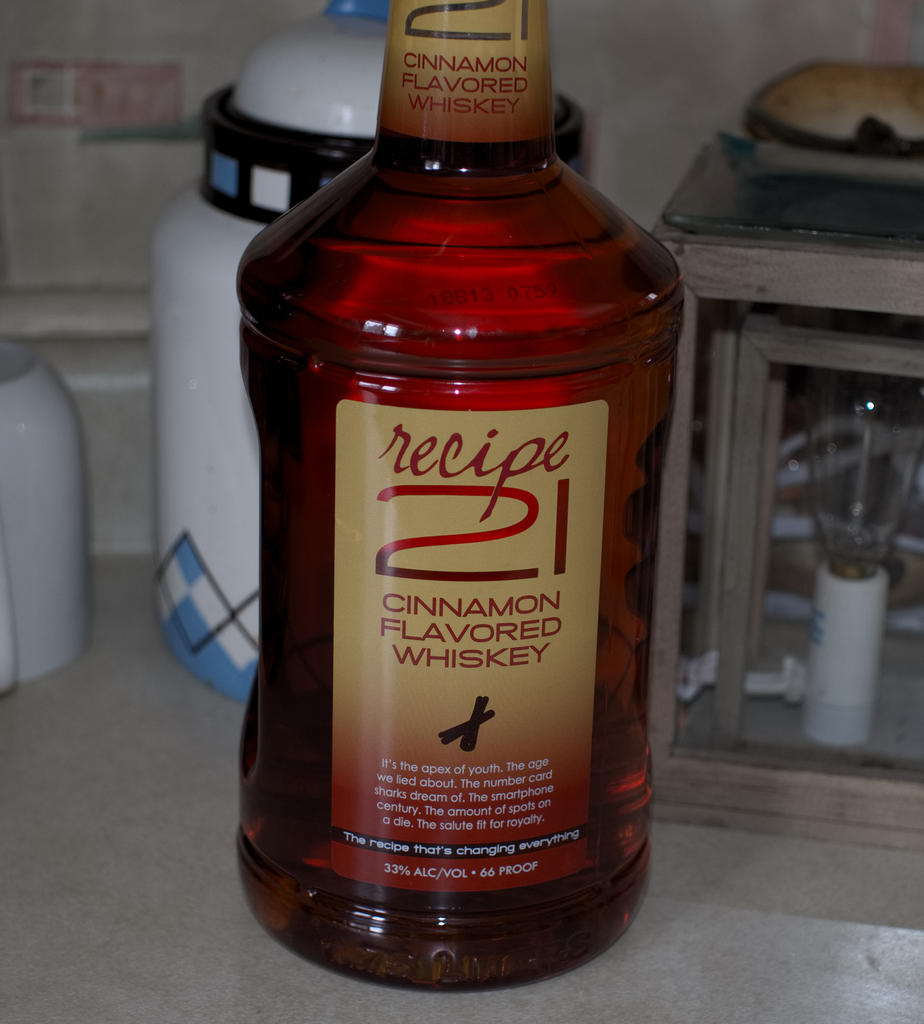 21
CINNAMON
FLAVORED
WHISKEY
18813 0759
recipe
21
CINNAMON
FLAVORED
WHISKEY
It's the apex of youth. The age
we lied about. The number card
sharks dream of. The smartphone
century. The amount of spots on
a die. The salute fit for royalty.
The recipe that's changing everything
33% ALC/VOL • 66 PROOF